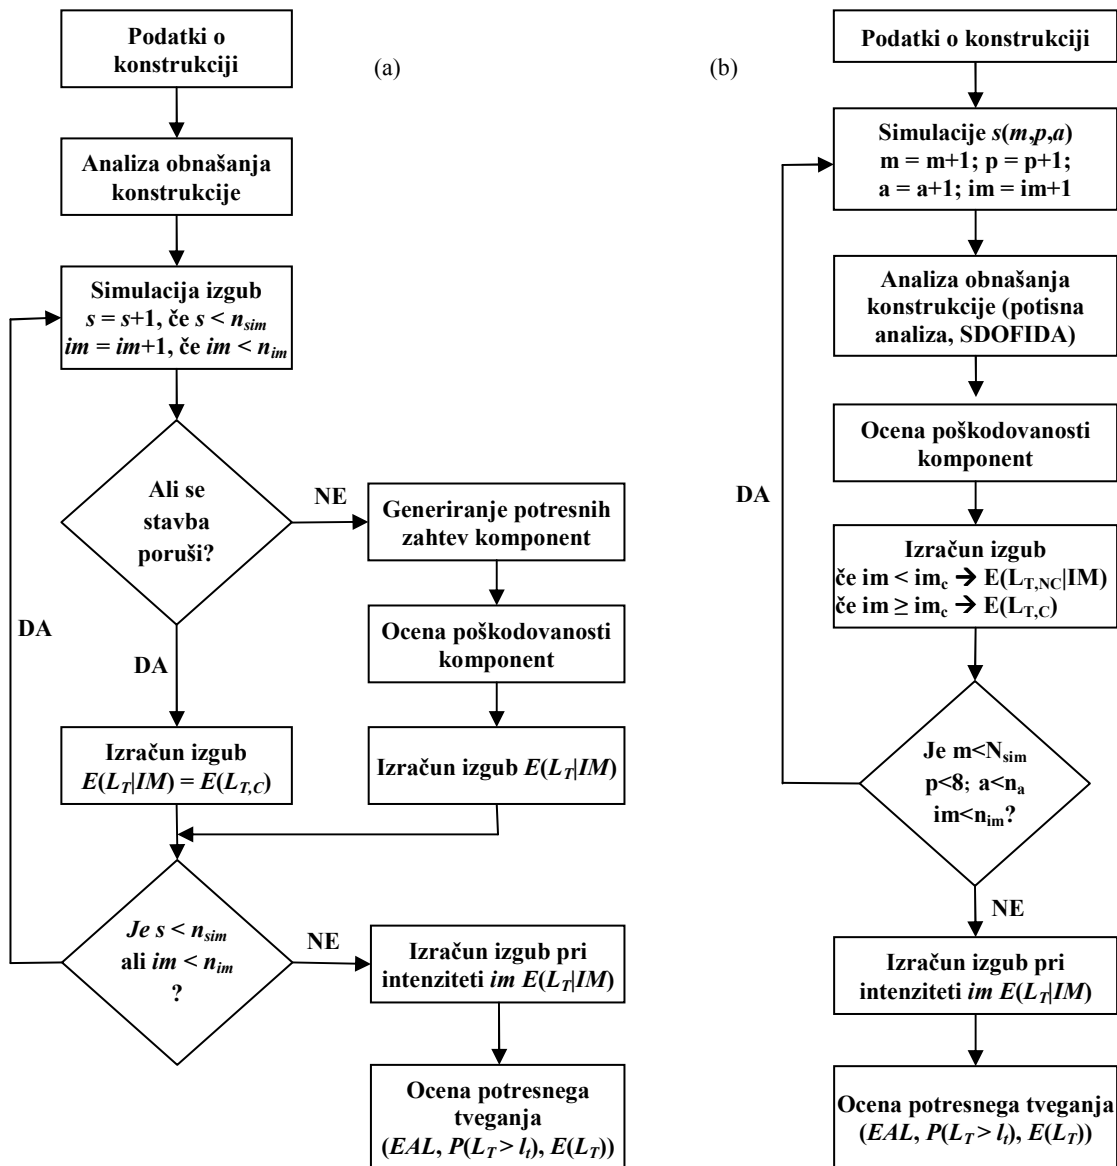 (a)
Podatki o
konstrukciji
Analiza obnašanja
konstrukcije
Simulacija izgub
s = s+1, če s < n_sim
im = im+1, če im < n_im
Ali se
stavba
poruši?
NE
Generiranje potresnih
zahtev komponent
Ocena poškodovanosti
komponent
Izračun izgub E(L_T|IM)
DA
DA
Izračun izgub
E(L_T|IM) = E(L_T,C)
Je s < n_sim
ali im < n_im
?
NE
Izračun izgub pri
intenziteti im E(L_T|IM)
Ocena potresnega
tveganja
(EAL, P(L_T > l_t), E(L_T))
(b)
Podatki o konstrukciji
Simulacije s(m,p,a)
m = m+1; p = p+1;
a = a+1; im = im+1
Analiza obnašanja
konstrukcije (potisna
analiza, SDOFIDA)
Ocena poškodovanosti
komponent
DA
Izračun izgub
če im < im_c → E(L_T,NC|IM)
če im ≥ im_c → E(L_T,C)
Je m<N_sim
p<8; a<n_a
im<n_im?
NE
Izračun izgub pri
intenziteti im E(L_T|IM)
Ocena potresnega tveganja
(EAL, P(L_T > l_t), E(L_T))